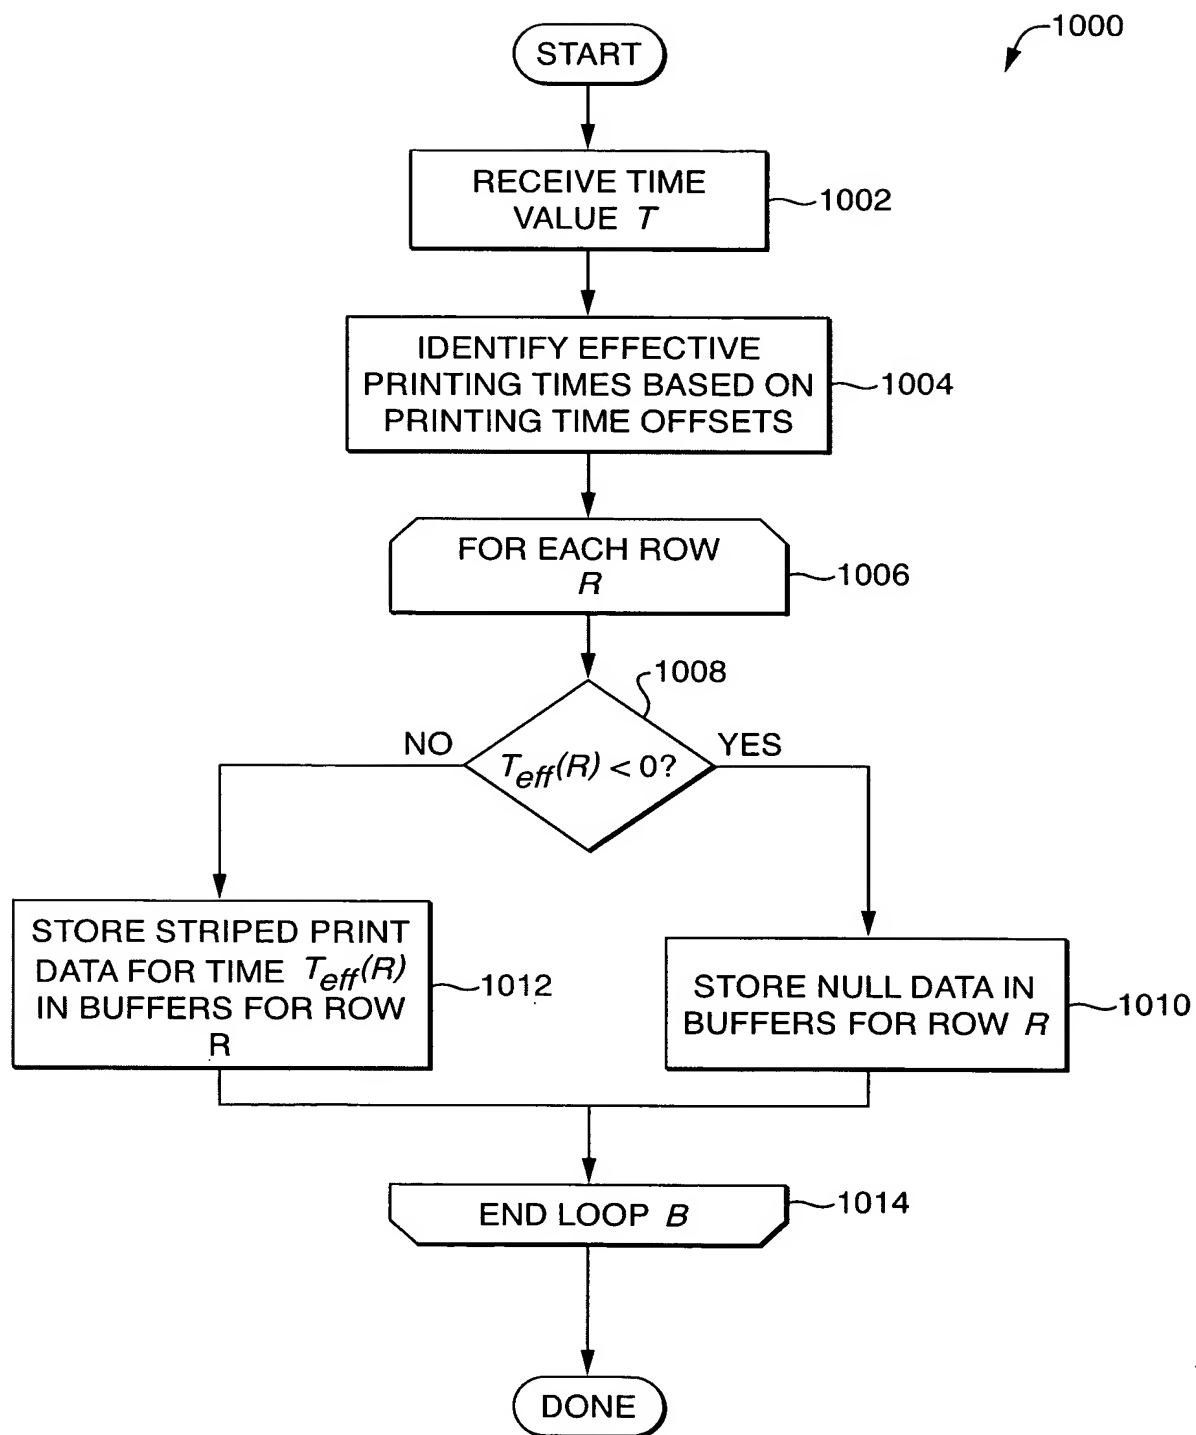 1000
START
RECEIVE TIME
VALUE T
1002
IDENTIFY EFFECTIVE
PRINTING TIMES BASED ON
PRINTING TIME OFFSETS
1004
FOR EACH ROW
R
1006
1008
NO
T_eff(R) < 0?
YES
STORE STRIPED PRINT
DATA FOR TIME T_eff(R)
IN BUFFERS FOR ROW
R
1012
STORE NULL DATA IN
BUFFERS FOR ROW R
1010
END LOOP B
1014
DONE